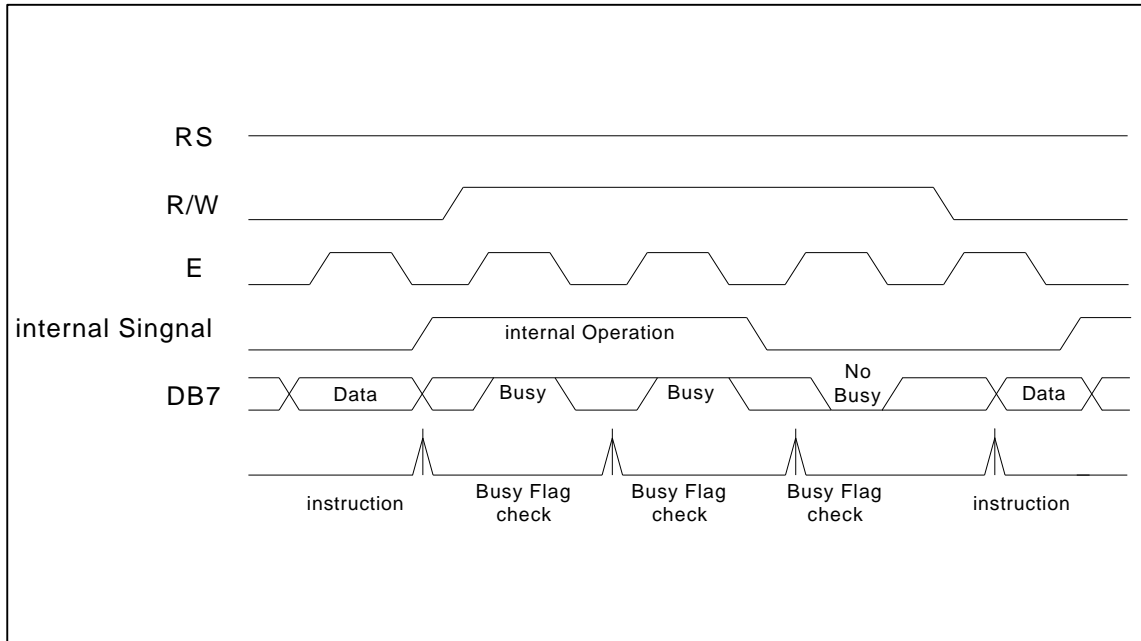 RS
R/W
E
internal Singnal
internal Operation
DB7
Data
Busy
Busy
No
Busy
Data
instruction
Busy Flag
check
Busy Flag
check
Busy Flag
check
instruction